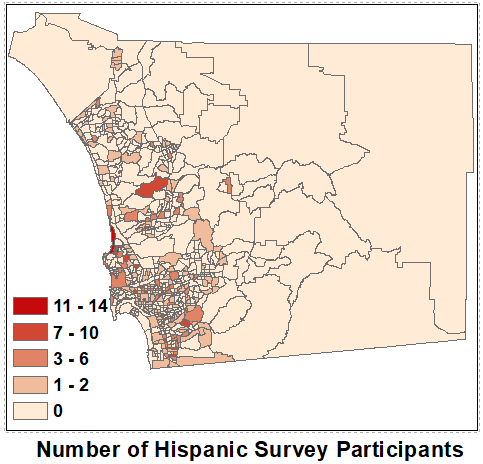 11 - 14
7 - 10
3 - 6
1 - 2
0
Number of Hispanic Survey Participants